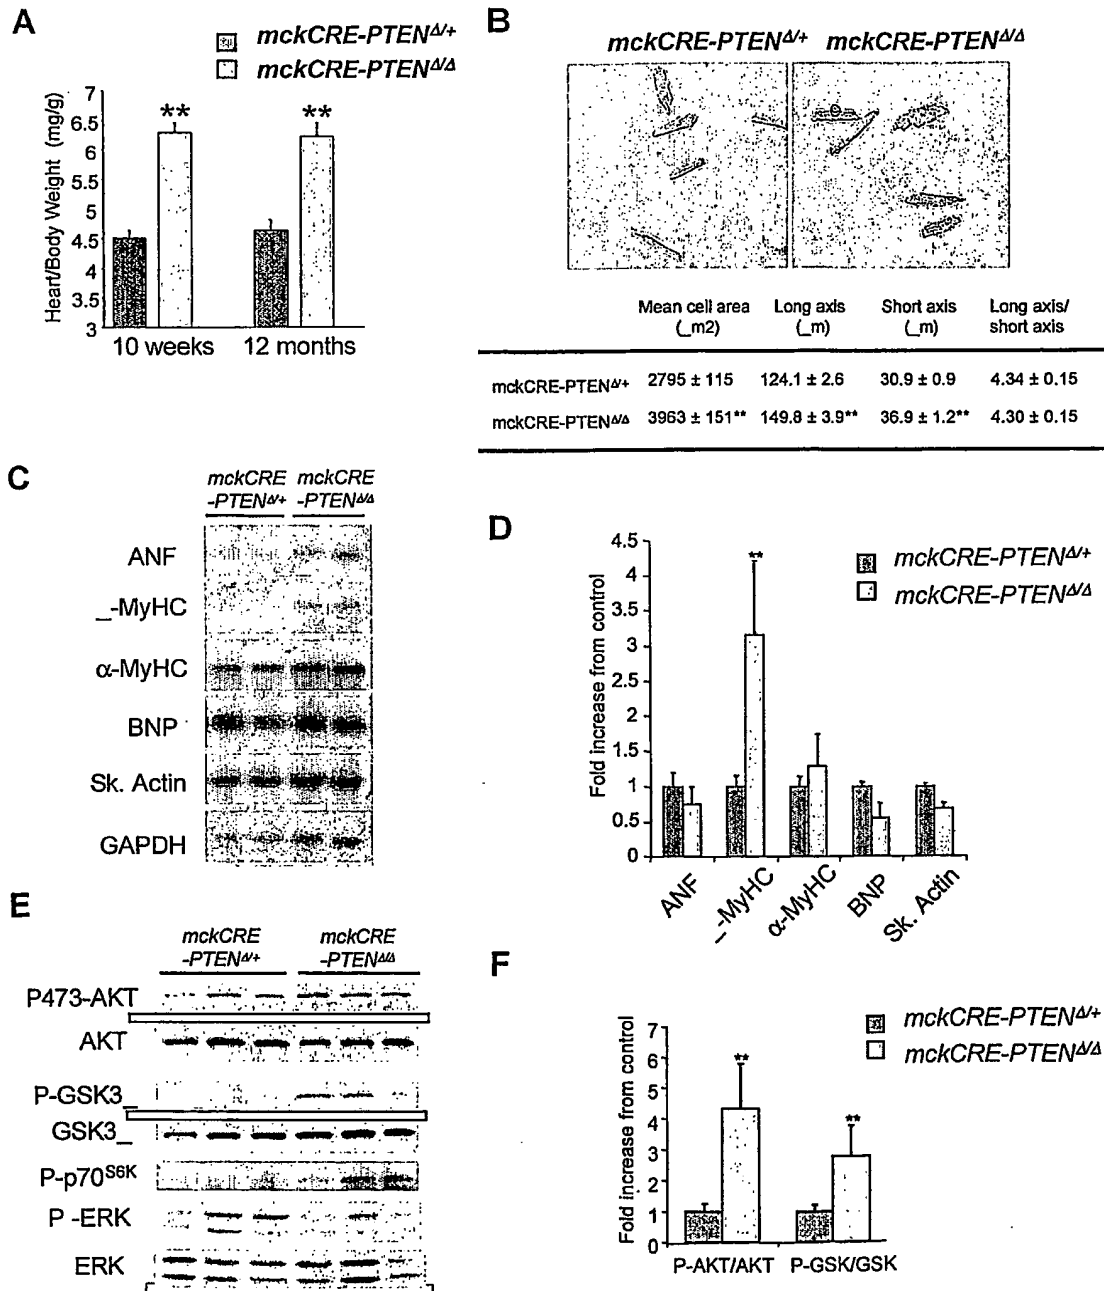 A
mckCRE-PTENΔ/+
mckCRE-PTENΔ/Δ
Heart/Body Weight (mg/g)
7
6.5
6
5
4.5
4
3.5
3
**
**
10 weeks
12 months
B
mckCRE-PTENΔ/+ mckCRE-PTENΔ/Δ
Mean cell area (_m2) Long axis (_m) Short axis (_m) Long axis/ short axis
mckCRE-PTENΔ/+ 2795 ± 115 124.1 ± 2.6 30.9 ± 0.9 4.34 ± 0.15
mckCRE-PTENΔ/Δ 3963 ± 151** 149.8 ± 3.9** 36.9 ± 1.2** 4.30 ± 0.15
C
mckCRE -PTENΔ/+
mckCRE -PTENΔ/Δ
ANF
_-MyHC
α-MyHC
BNP
Sk. Actin
GAPDH
D
mckCRE-PTENΔ/+
mckCRE-PTENΔ/Δ
Fold increase from control
4.5
4
3.5
3
2.5
2
1.5
1
0.5
0
**
ANF
_-MyHC
α-MyHC
BNP
Sk. Actin
E
mckCRE -PTENΔ/+
mckCRE -PTENΔ/Δ
P473-AKT
AKT
P-GSK3_
GSK3_
P-p70S6K
P -ERK
ERK
F
mckCRE-PTENΔ/+
mckCRE-PTENΔ/Δ
Fold increase from control
7
6
5
4
3
2
1
0
**
**
P-AKT/AKT
P-GSK/GSK